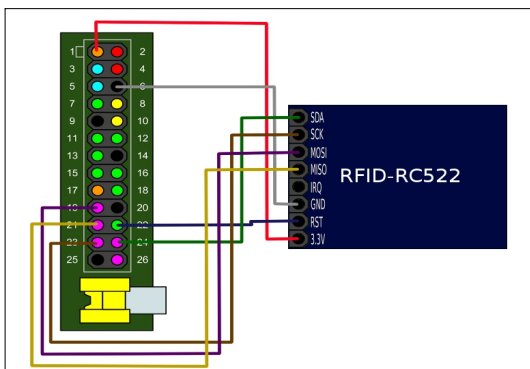 1 2
3 4
5 6
7 8
9 10
11 12
13 14
15 16
17 18
19 20
21 22
23 24
25 26
SDA
SCK
MOSI
MISO
IRQ
GND
RST
3.3V
RFID-RC522